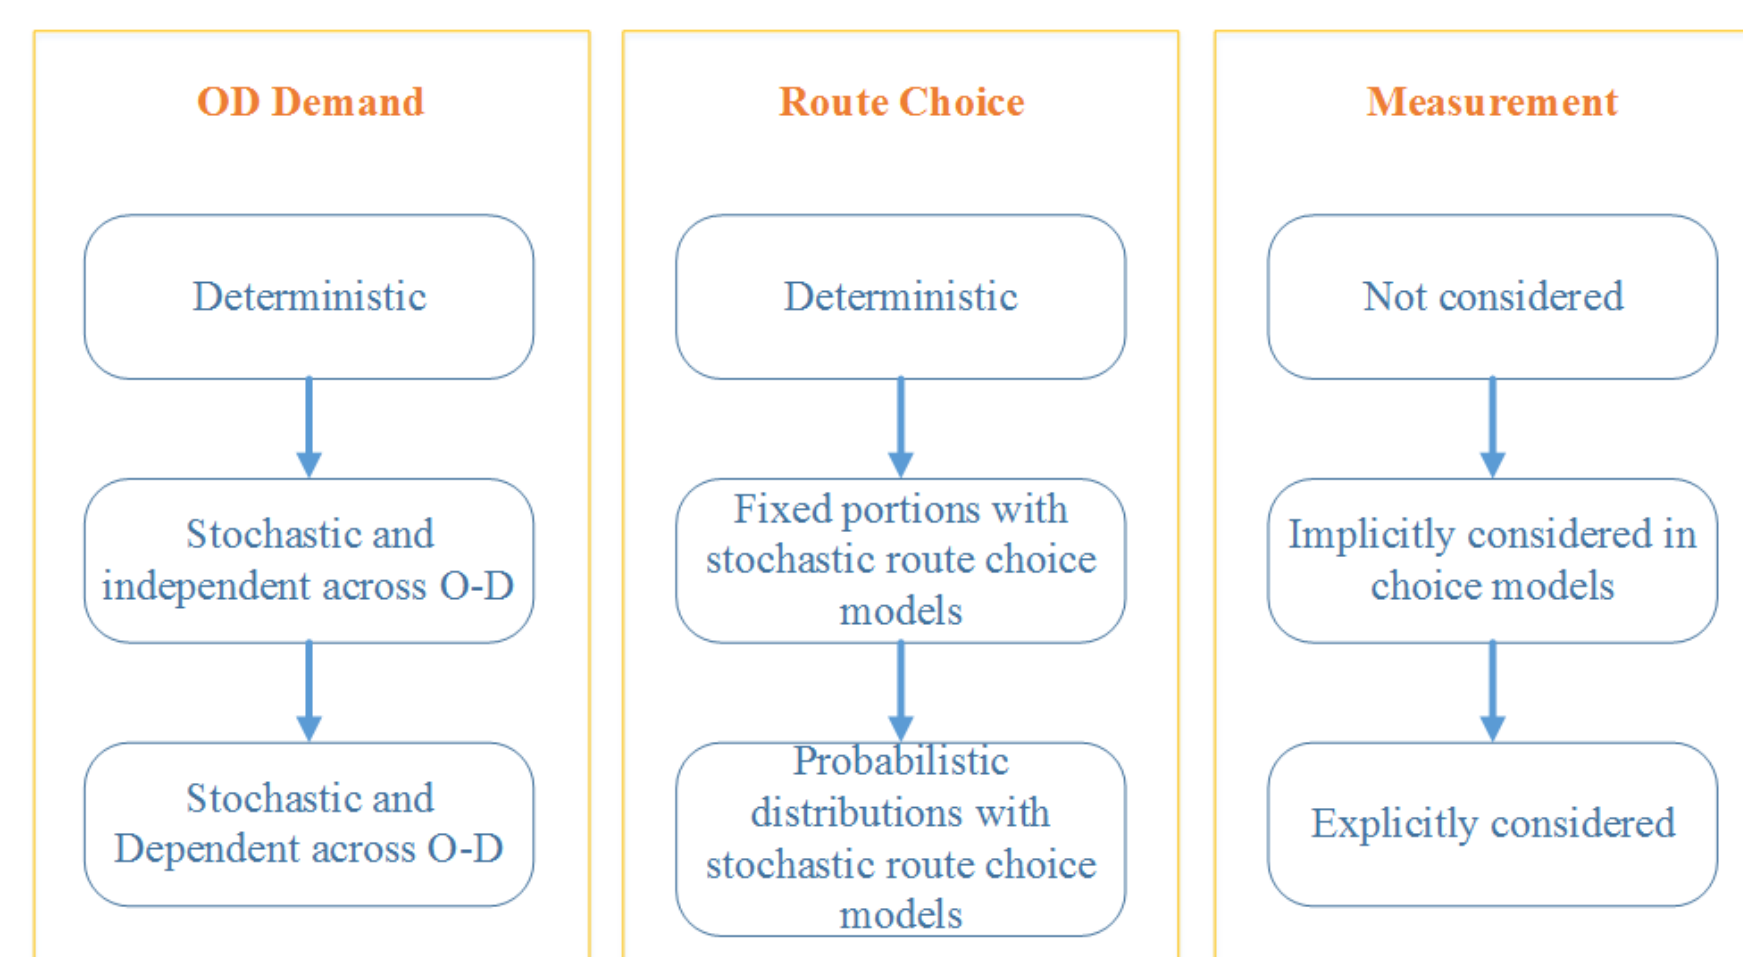 OD Demand
Deterministic
Stochastic and
independent across O-D
Stochastic and
Dependent across O-D
Route Choice
Deterministic
Fixed portions with
stochastic route choice
models
Probabilistic
distributions with
stochastic route choice
models
Measurement
Not considered
Implicitly considered in
choice models
Explicitly considered